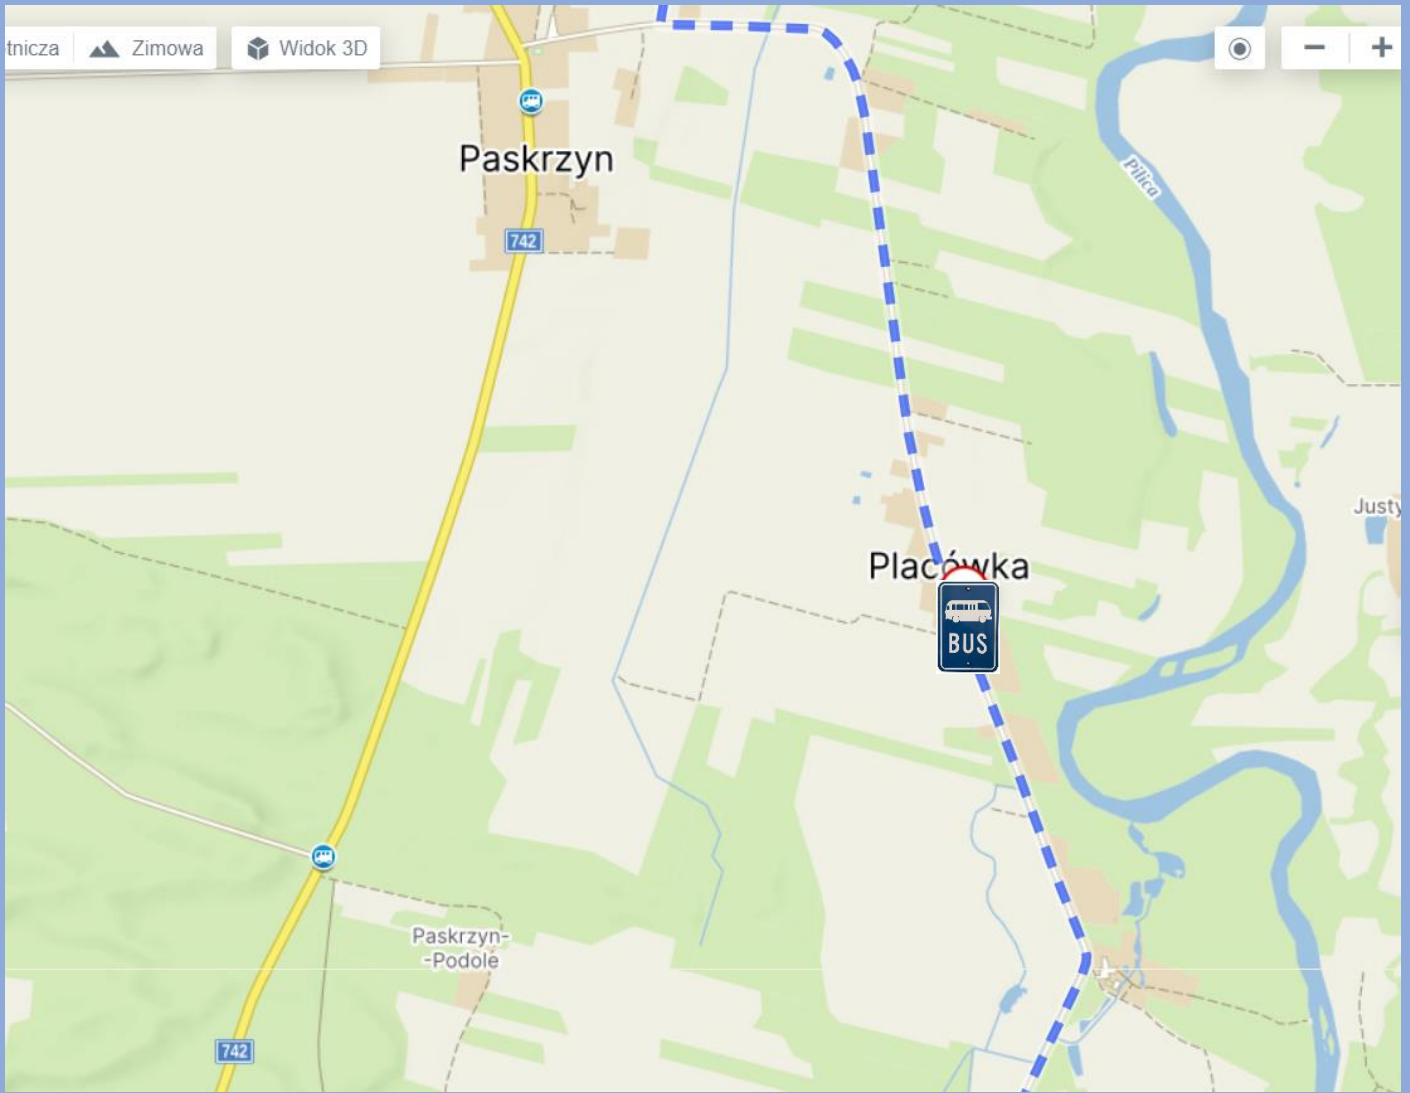 tnicza
Zimowa
Widok 3D
Paskrzyn
Pilica
742
Justy
Placówka
BUS
Paskrzyn-
-Podole
742